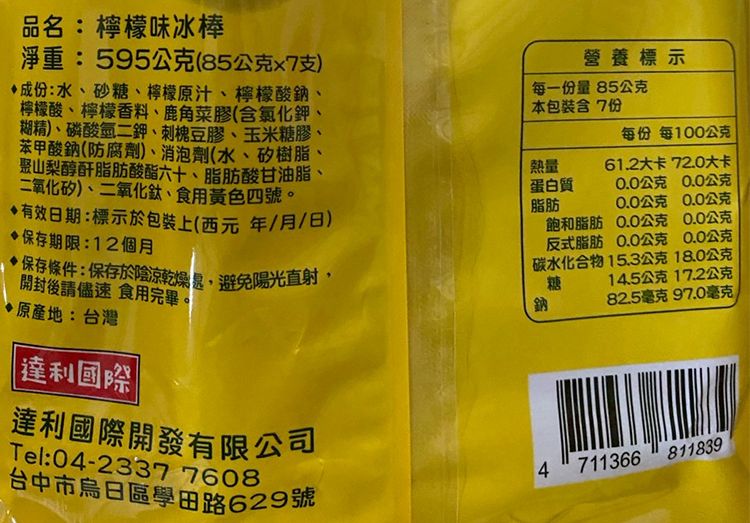 品名：檸檬味冰棒
淨重：595公克(85公克x7支)
◆成份:水、砂糖、檸檬原汁、檸檬酸鈉、
檸檬酸、檸檬香料、鹿角菜膠(含氯化鉀、
糊精)、磷酸氫二鉀、刺槐豆膠、玉米糖膠、
苯甲酸鈉(防腐劑)、消泡劑(水、矽樹脂、
聚山梨醇酐脂肪酸酯六十、脂肪酸甘油脂、
二氧化矽)、二氧化鈦、食用黃色四號。
◆有效日期:標示於包裝上(西元 年/月/日)
◆保存期限:12個月
◆保存條件:保存於陰涼乾燥處，避免陽光直射，
開封後請儘速 食用完畢。
◆原產地：台灣
達利國際
達利國際開發有限公司
Tel:04-2337 7608
台中市烏日區學田路629號
營養標示
每一份量 85公克
本包裝含 7份
每份 每100公克
熱量 61.2大卡 72.0大卡
蛋白質 0.0公克 0.0公克
脂肪 0.0公克 0.0公克
飽和脂肪 0.0公克 0.0公克
反式脂肪 0.0公克 0.0公克
碳水化合物 15.3公克 18.0公克
糖 14.5公克 17.2公克
鈉 82.5毫克 97.0毫克
4 711366 811839